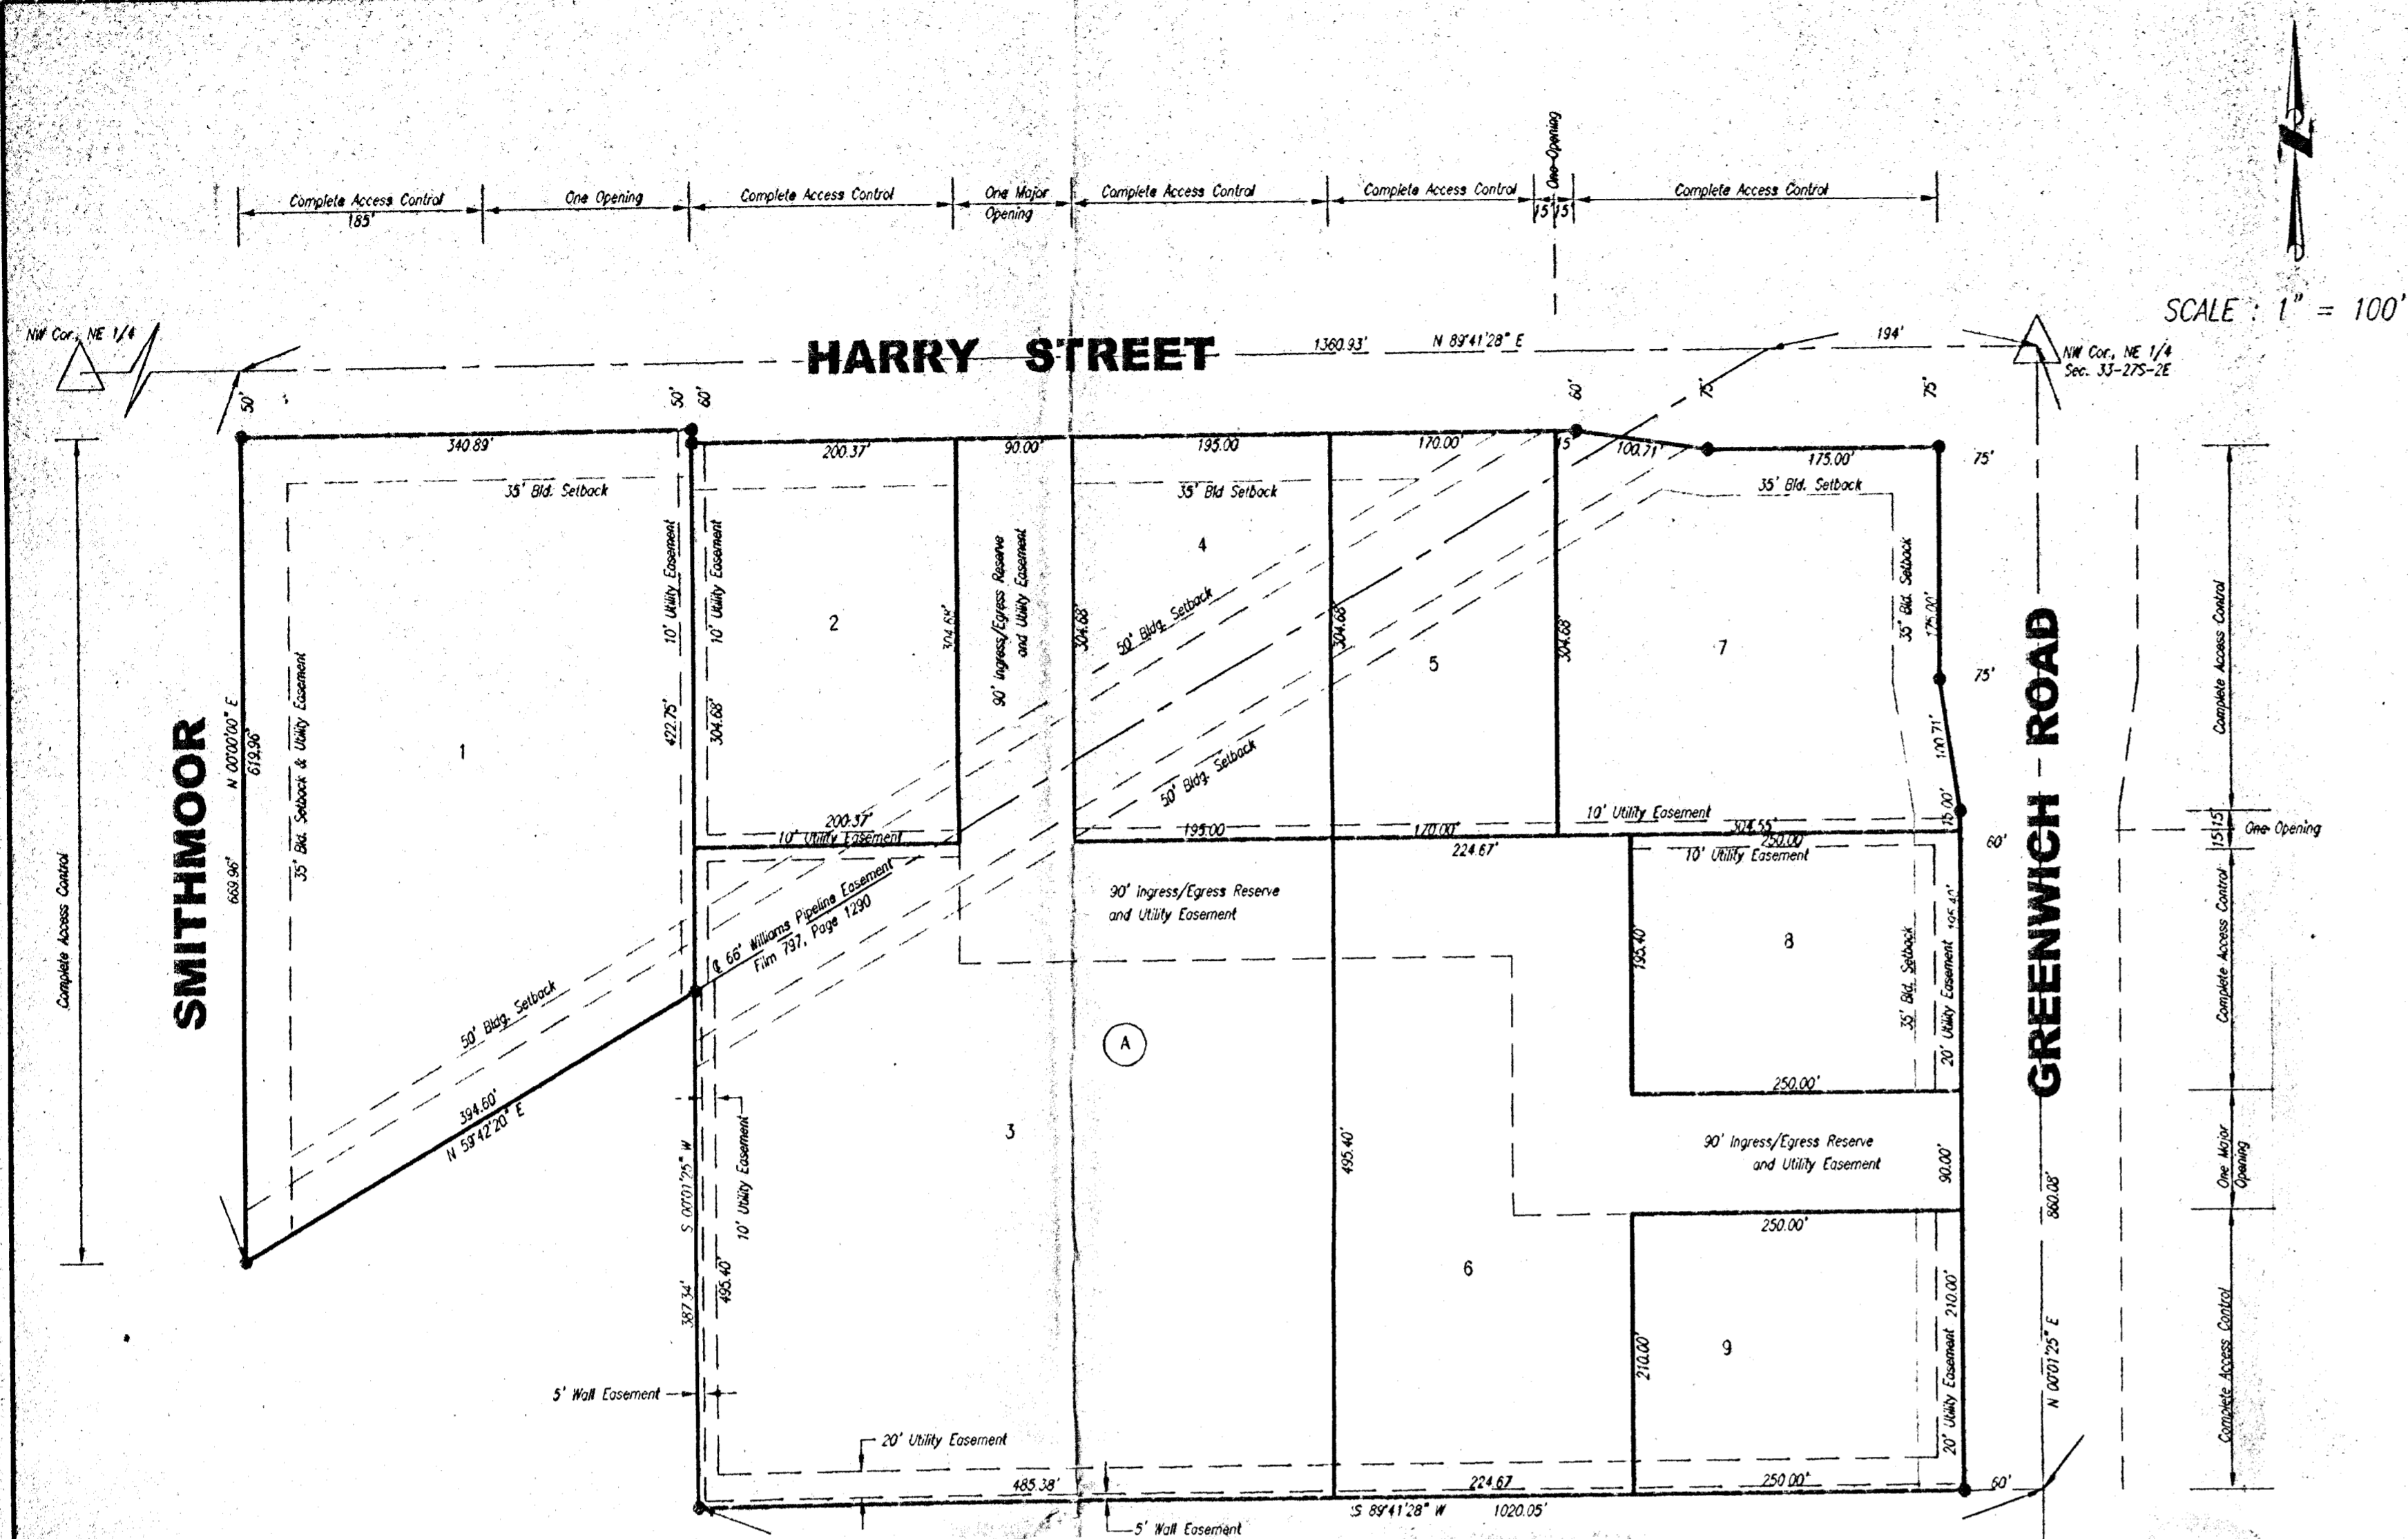 Complete Access Control
185'
One Opening
Complete Access Control
One Major
Opening
Complete Access Control
Complete Access Control
15'
15'
One Opening
Complete Access Control
SCALE : 1" = 100'
NW Cor., NE 1/4
HARRY STREET
1360.93'
N 89°41'28" E
194'
NW Cor., NE 1/4
Sec. 33-27S-2E
50'
50'
60'
60'
75'
75'
340.89'
200.37'
90.00'
195.00
170.00'
15'
100.71'
175.00'
75'
35' Bld. Setback
35' Bld Setback
35' Bld. Setback
10' Utility Easement
10' Utility Easement
90' Ingress/Egress Reserve
and Utility Easement
4
50' Bldg. Setback
35' Bld. Setback
175.00'
Complete Access Control
2
304.68'
304.68'
304.68'
5
304.68'
7
75'
SMITHMOOR
N 00°00'00" E
619.96'
35' Bld. Setback & Utility Easement
1
422.75'
304.68'
50' Bldg. Setback
100.71'
GREENWICH ROAD
200.37'
10' Utility Easement
195.00
170.00'
10' Utility Easement
304.55'
15.00'
15'
15'
One Opening
250.00
224.67'
10' Utility Easement
60'
669.96'
Complete Access Control
℄ 66' Williams Pipeline Easement
Film 797, Page 1290
90' Ingress/Egress Reserve
and Utility Easement
195.40'
8
35' Bld. Setback
20' Utility Easement 195.40'
Complete Access Control
50' Bldg. Setback
A
394.60'
N 59°42'20" E
250.00'
S 00°01'25" W
10' Utility Easement
3
495.40'
90' Ingress/Egress Reserve
and Utility Easement
90.00'
860.08'
One Major
Opening
250.00'
387.34'
495.40'
6
210.00'
9
20' Utility Easement 210.00'
N 00°01'25" E
Complete Access Control
5' Wall Easement
20' Utility Easement
485.38'
224.67
250.00'
60'
S 89°41'28" W
1020.05'
5' Wall Easement